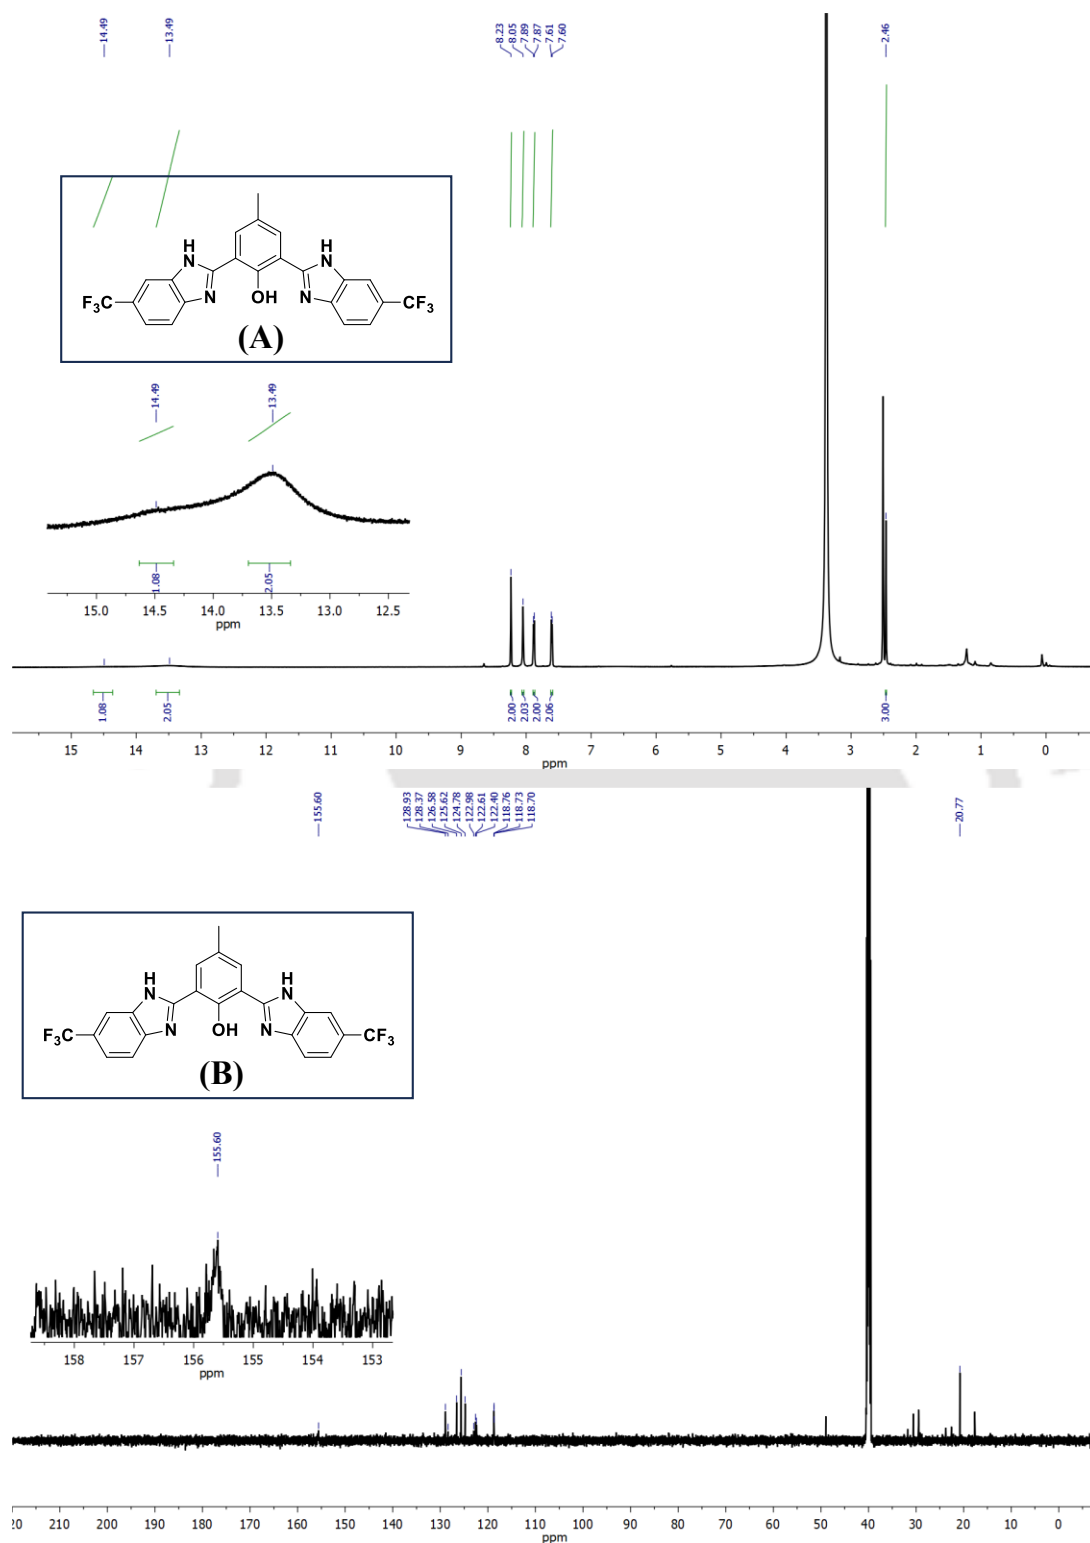 14.49
13.49
8.23
8.05
7.89
7.87
7.61
7.60
2.46
H
N
N
F3C
OH
H
N
N
CF3
(A)
14.49
13.49
1.08
2.05
15.0 14.5 14.0 13.5 13.0 12.5
ppm
1.08
2.05
2.00
2.03
2.00
2.06
3.00
15 14 13 12 11 10 9 8 7 6 5 4 3 2 1 0
ppm
155.60
128.93
128.37
126.58
125.62
124.78
122.98
122.61
122.40
118.76
118.73
118.70
20.77
H
N
N
F3C
OH
H
N
N
CF3
(B)
155.60
158 157 156 155 154 153
ppm
20 210 200 190 180 170 160 150 140 130 120 110 100 90 80 70 60 50 40 30 20 10 0
ppm